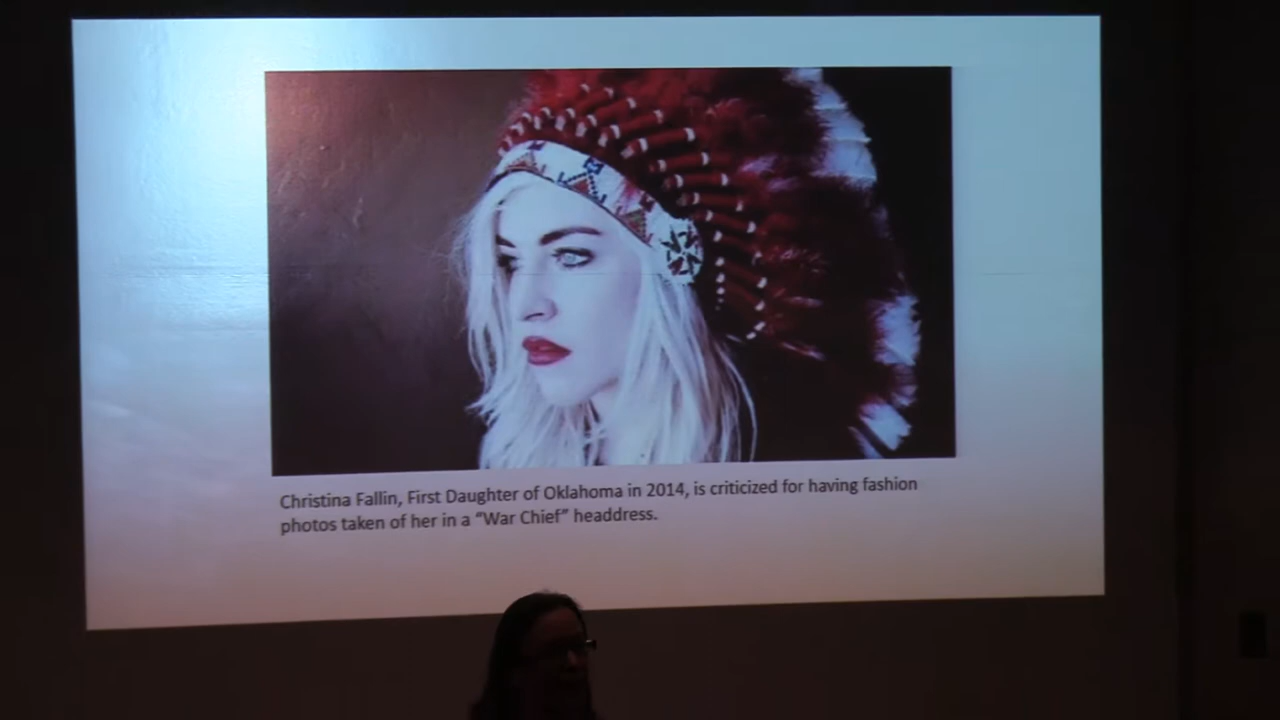 Christina Fallin, First Daughter of Oklahoma in 2014, is criticized for having fashion
photos taken of her in a “War Chief” headdress.